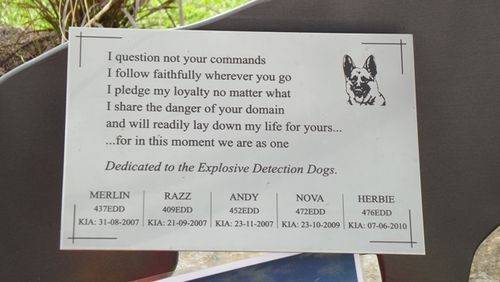 I question not your commands
I follow faithfully wherever you go
I pledge my loyalty no matter what
I share the danger of your domain
and will readily lay down my life for yours...
...for in this moment we are as one
Dedicated to the Explosive Detection Dogs.
MERLIN RAZZ ANDY NOVA HERBIE
437EDD 409EDD 452EDD 472EDD 476EDD
KIA: 31-08-2007 KIA: 21-09-2007 KIA: 23-11-2007 KIA: 23-10-2009 KIA: 07-06-2010